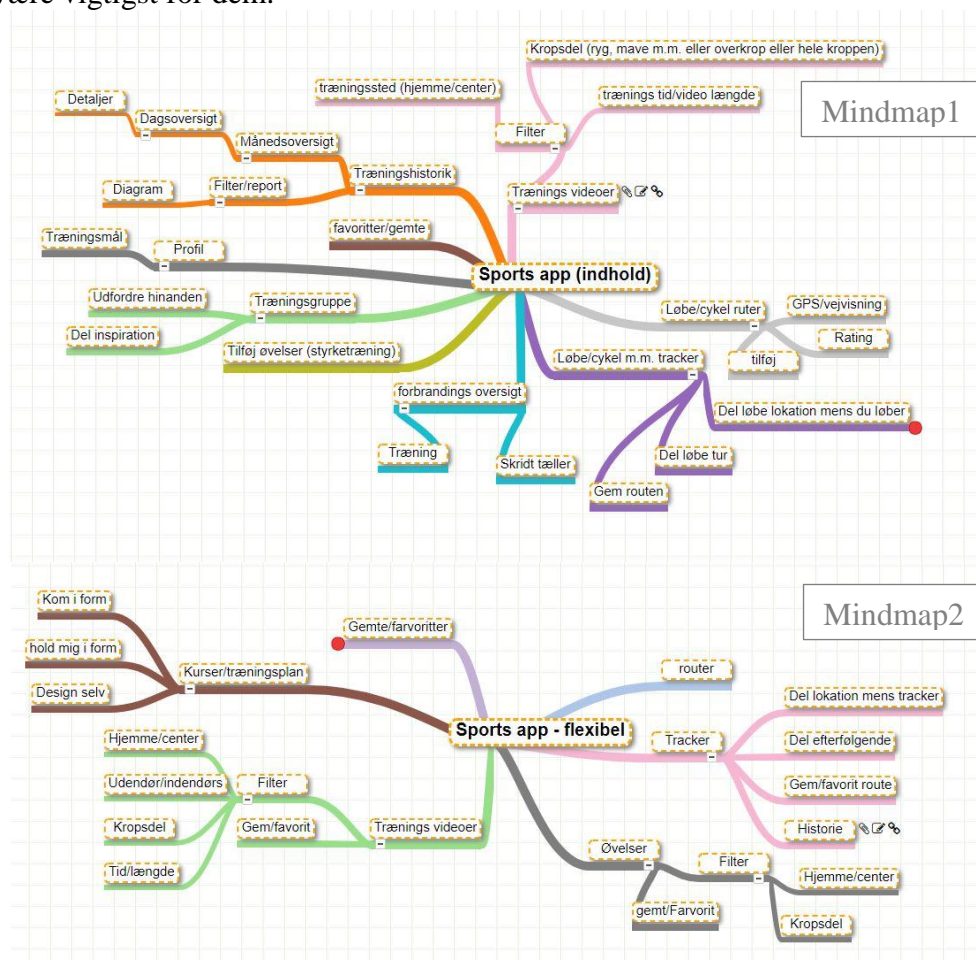 være vigtigst for dem.
Mindmap1
Kropsdel (ryg, mave m.m. eller overkrop eller hele kroppen)
træningssted (hjemme/center)
trænings tid/video længde
Filter
Trænings videoer
Detaljer
Dagsoversigt
Månedsoversigt
Træningshistorik
Diagram
Filter/report
favoritter/gemte
Træningsmål
Profil
Sports app (indhold)
Udfordre hinanden
Træningsgruppe
Del inspiration
Tilføj øvelser (styrketræning)
Løbe/cykel ruter
GPS/vejvisning
Rating
tilføj
Løbe/cykel m.m. tracker
Del løbe lokation mens du løber
Del løbe tur
Gem routen
forbrandings oversigt
Træning
Skridt tæller
Mindmap2
Kom i form
hold mig i form
Design selv
Kurser/træningsplan
Gemte/farvoritter
router
Sports app - flexibel
Tracker
Del lokation mens tracker
Del efterfølgende
Gem/favorit route
Historie
Hjemme/center
Udendør/indendørs
Filter
Kropsdel
Gem/favorit
Trænings videoer
Tid/længde
Øvelser
Filter
Hjemme/center
gemt/Farvorit
Kropsdel